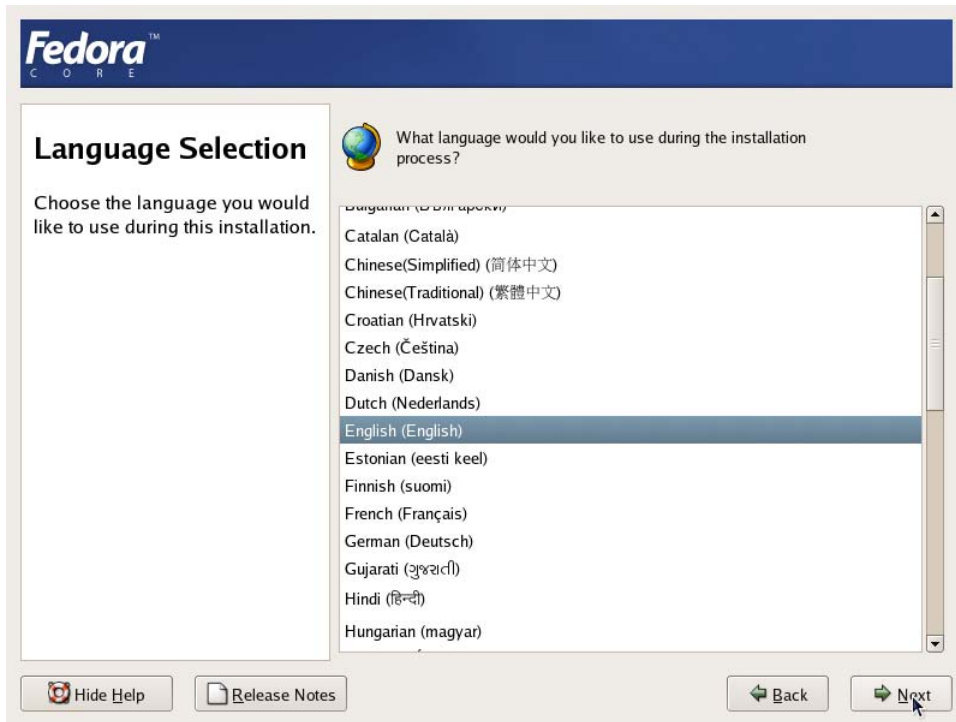 Fedora™
CORE
Language Selection
Choose the language you would
like to use during this installation.
What language would you like to use during the installation
process?
Catalan (Català)
Chinese(Simplified) (简体中文)
Chinese(Traditional) (繁體中文)
Croatian (Hrvatski)
Czech (Čeština)
Danish (Dansk)
Dutch (Nederlands)
English (English)
Estonian (eesti keel)
Finnish (suomi)
French (Français)
German (Deutsch)
Gujarati (ગુજરાતી)
Hindi (हिन्दी)
Hungarian (magyar)
Hide Help
Release Notes
Back
Next